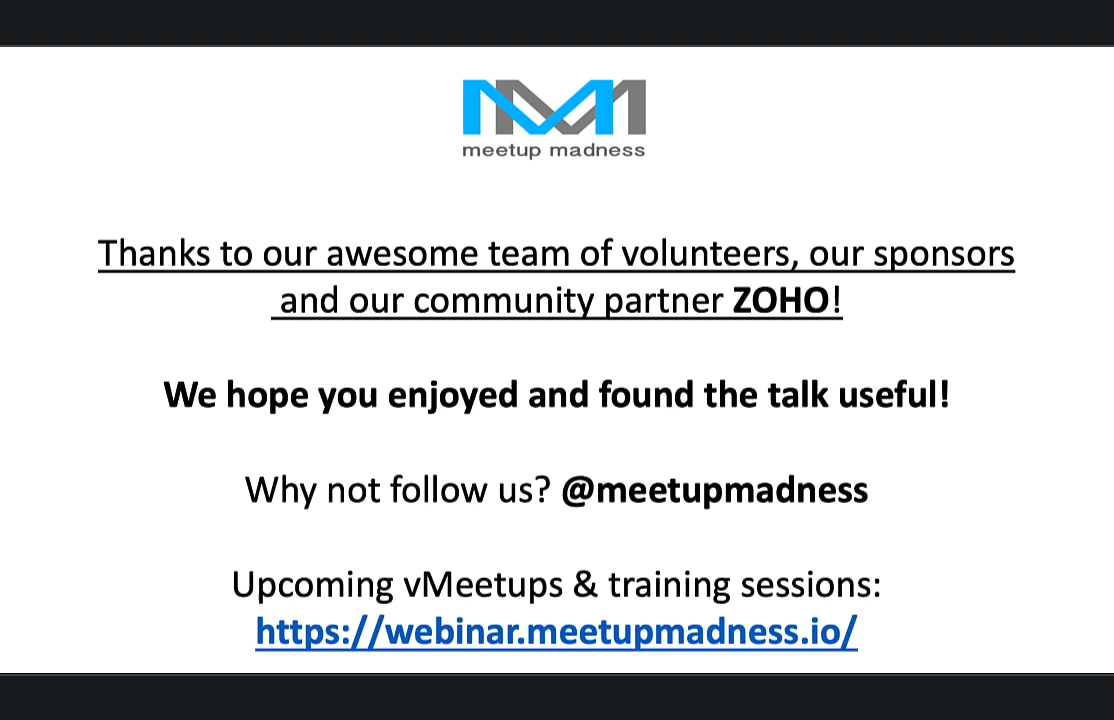 meetup madness
Thanks to our awesome team of volunteers, our sponsors
and our community partner ZOHO!
We hope you enjoyed and found the talk useful!
Why not follow us? @meetupmadness
Upcoming vMeetups & training sessions:
https://webinar.meetupmadness.io/